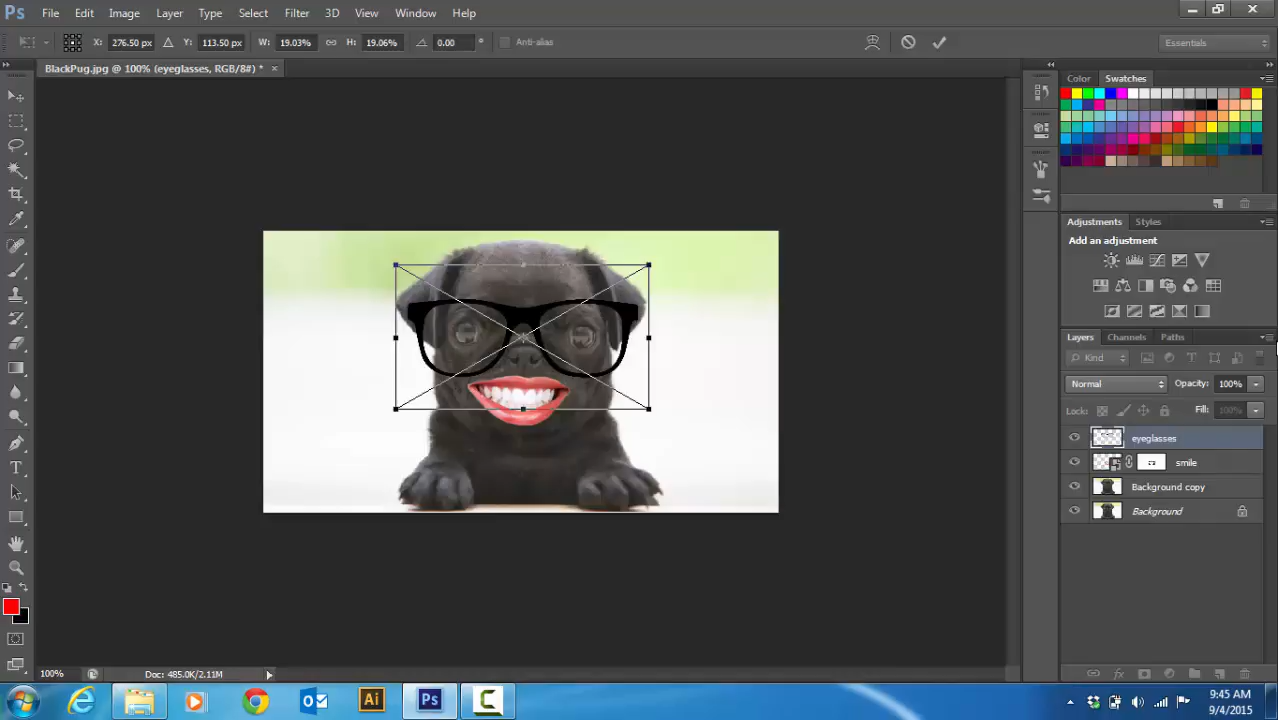 Ps File Edit Image Layer Type Select Filter 3D View Window Help
X: 276.50 px Y: 113.50 px W: 19.03% H: 19.06% 0.00 ° Anti-alias Essentials
BlackPug.jpg @ 100% (eyeglasses, RGB/8#) * ×
Color Swatches
Adjustments Styles
Add an adjustment
Layers Channels Paths
Kind
Normal Opacity: 100%
Lock: Fill: 100%
eyeglasses
smile
Background copy
Background
T
100% Doc: 485.0K/2.11M
Ai Ps C
9:45 AM
9/4/2015